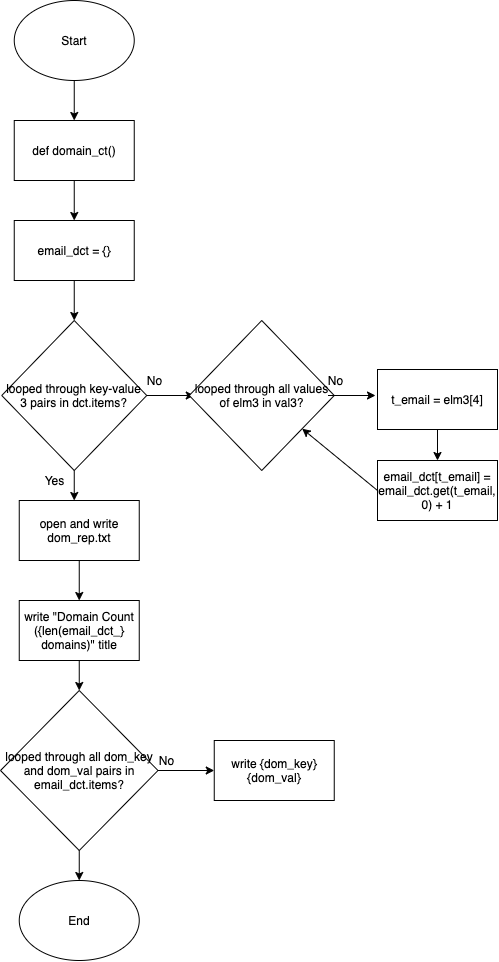 Start
def domain_ct()
email_dct = {}
looped through key-value
3 pairs in dct.items?
No
looped through all values
of elm3 in val3?
No
t_email = elm3[4]
email_dct[t_email] =
email_dct.get(t_email,
0) + 1
Yes
open and write
dom_rep.txt
write "Domain Count
({len(email_dct_}
domains)" title
looped through all dom_key
and dom_val pairs in
email_dct.items?
No
write {dom_key}
{dom_val}
End